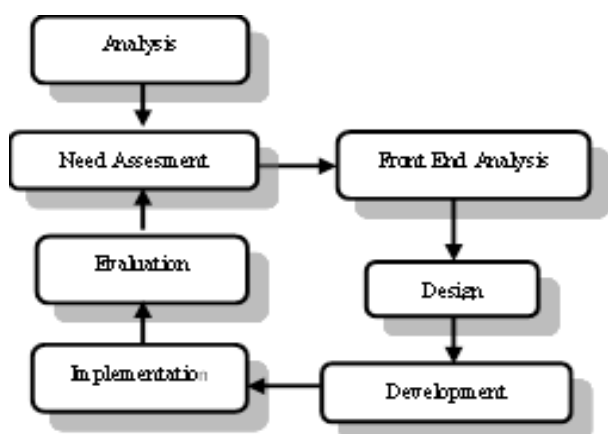 Analysis
Need Assesment
Front End Analysis
Evaluation
Design
Implementation
Development